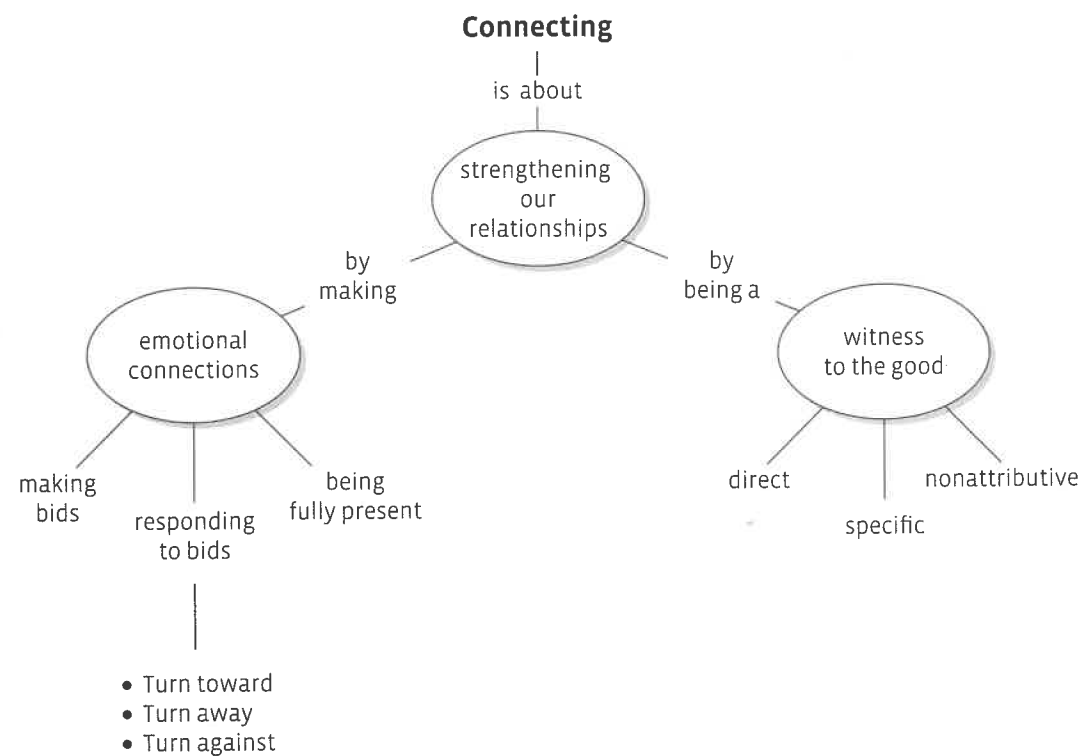 Connecting
is about
strengthening
our
relationships
by
making
by
being a
emotional
connections
witness
to the good
making
bids
responding
to bids
being
fully present
direct
specific
nonattributive
• Turn toward
• Turn away
• Turn against